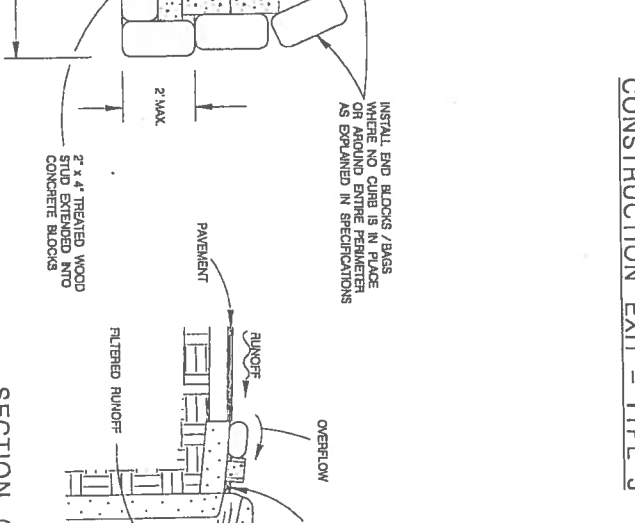 CONSTRUCTION EXIT - TYPE 3
INSTALL END BLOCKS / BAGS
WHERE NO CURB IS IN PLACE
OR AROUND ENTIRE PERIMETER
AS EXPLAINED IN SPECIFICATIONS
2' MAX.
2" x 4" TREATED WOOD
STUD EXTENDED INTO
CONCRETE BLOCKS
PAVEMENT
RUNOFF
OVERFLOW
FILTERED RUNOFF
SECTION